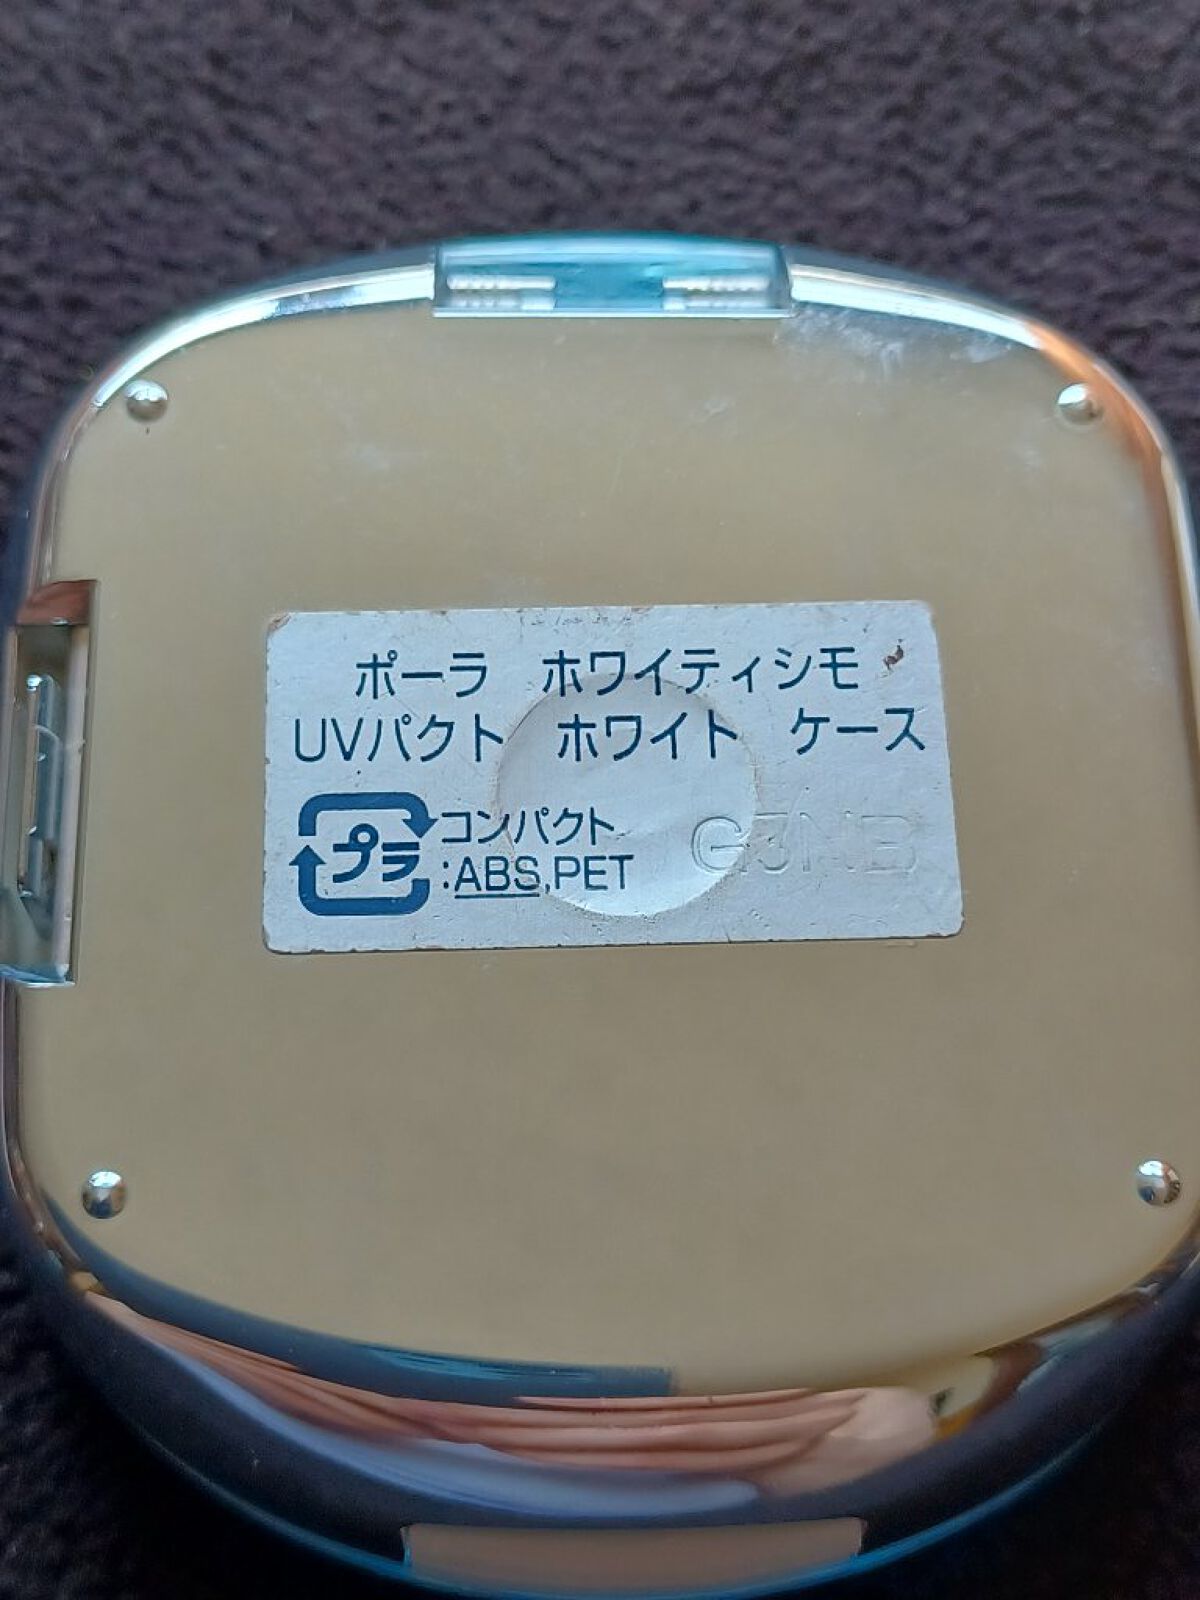 ポーラ ホワイティシモ
UVパクト ホワイト ケース
プラ
コンパクト
:ABS,PET
G3NB